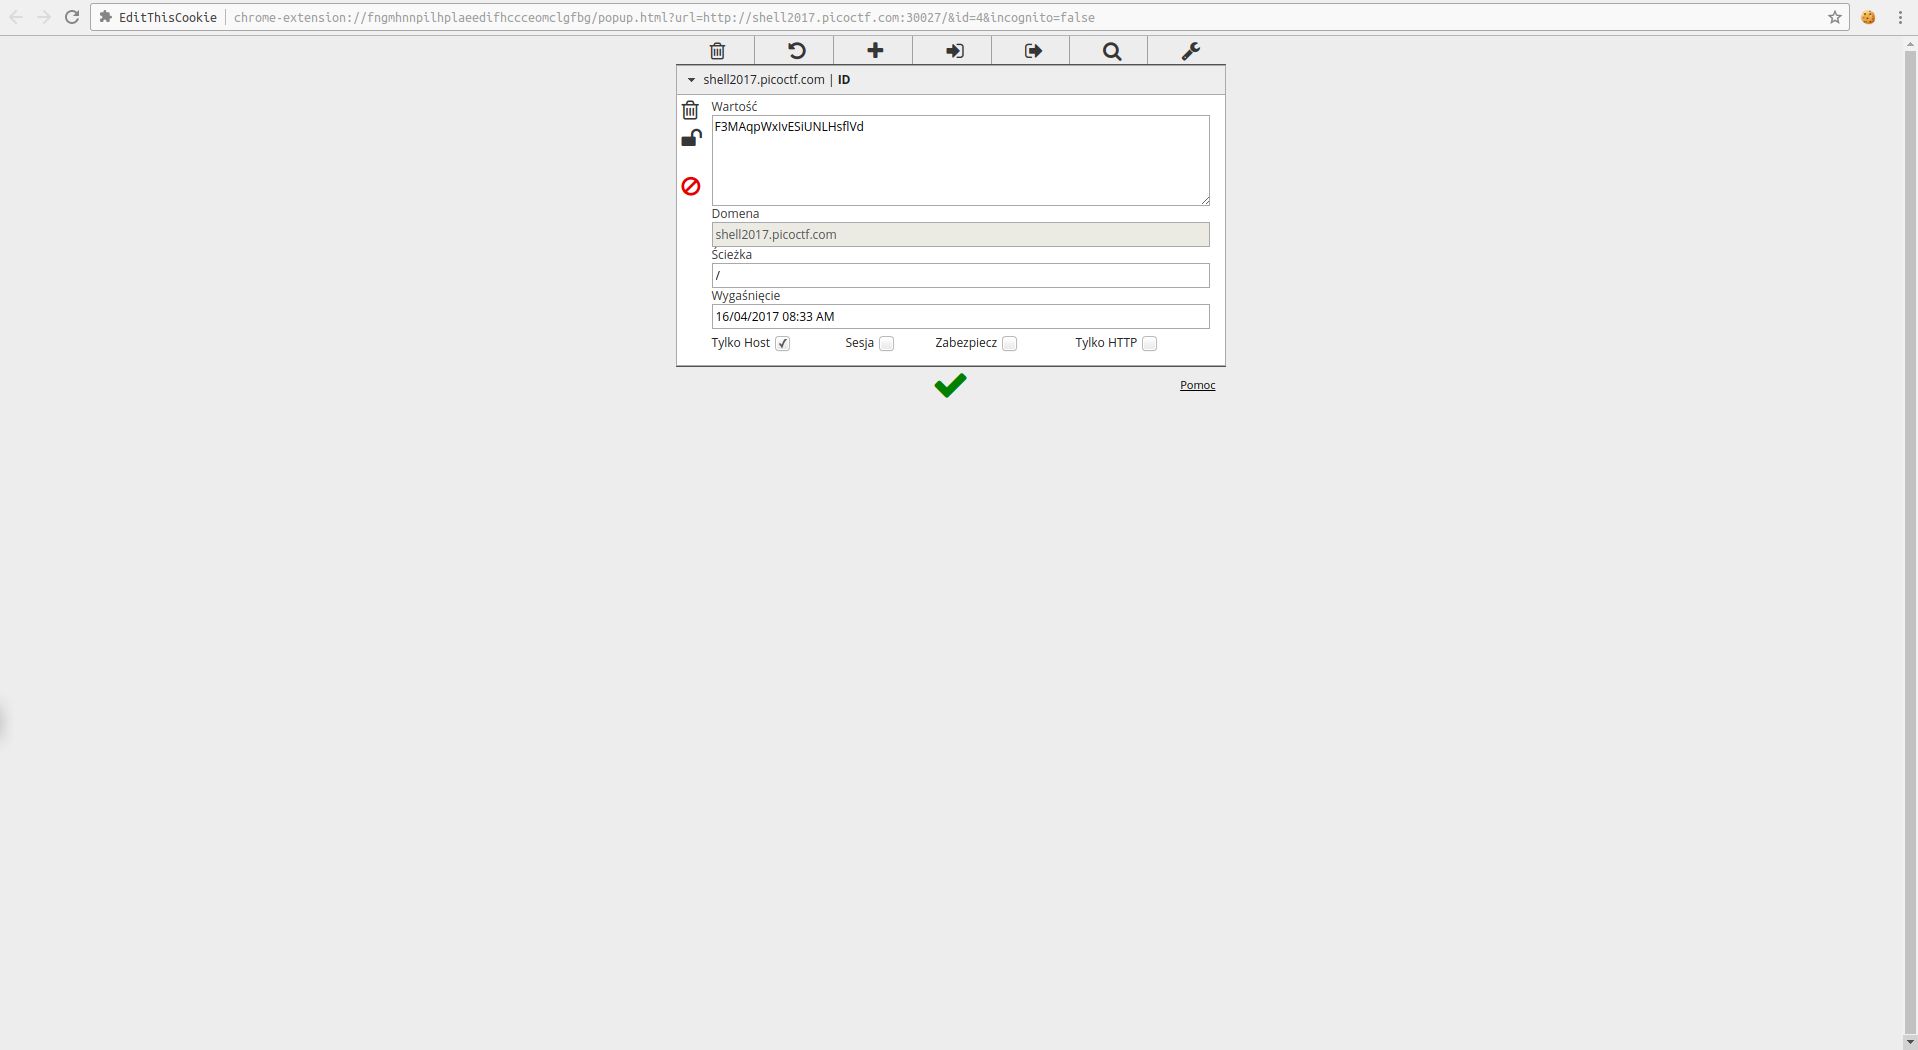 EditThisCookie chrome-extension://fngmhnnpilhplaeedifhccceomclgfbg/popup.html?url=http://shell2017.picoctf.com:30027/&id=4&incognito=false
shell2017.picoctf.com | ID
Wartość
F3MAqpWxIvESiUNLHsflVd
Domena
shell2017.picoctf.com
Ścieżka
/
Wygaśnięcie
16/04/2017 08:33 AM
Tylko Host Sesja Zabezpiecz Tylko HTTP
Pomoc